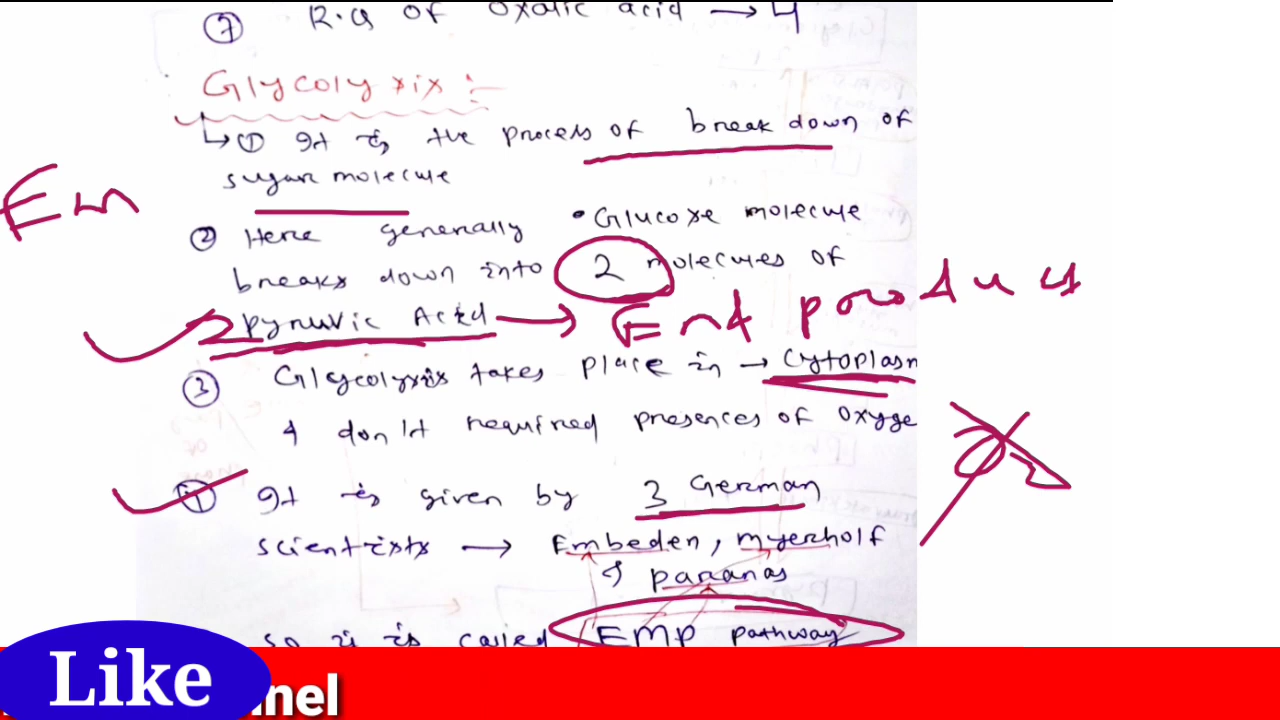 ⑦ R.Q of Oxalic acid → 4
Glycolysis :-
↳ ① It is the process of break down of
sugar molecule
Em
② Here generally • Glucose molecule
breaks down into 2 molecules of
2 pyruvic Acid → End produc
③ Glycolysis takes place in → Cytoplasm
& don't required presences of oxyge
④ It is given by 3 German
scientists → Embeden, myerholf
& paranas
so it is called EMP pathway
Like
nnel